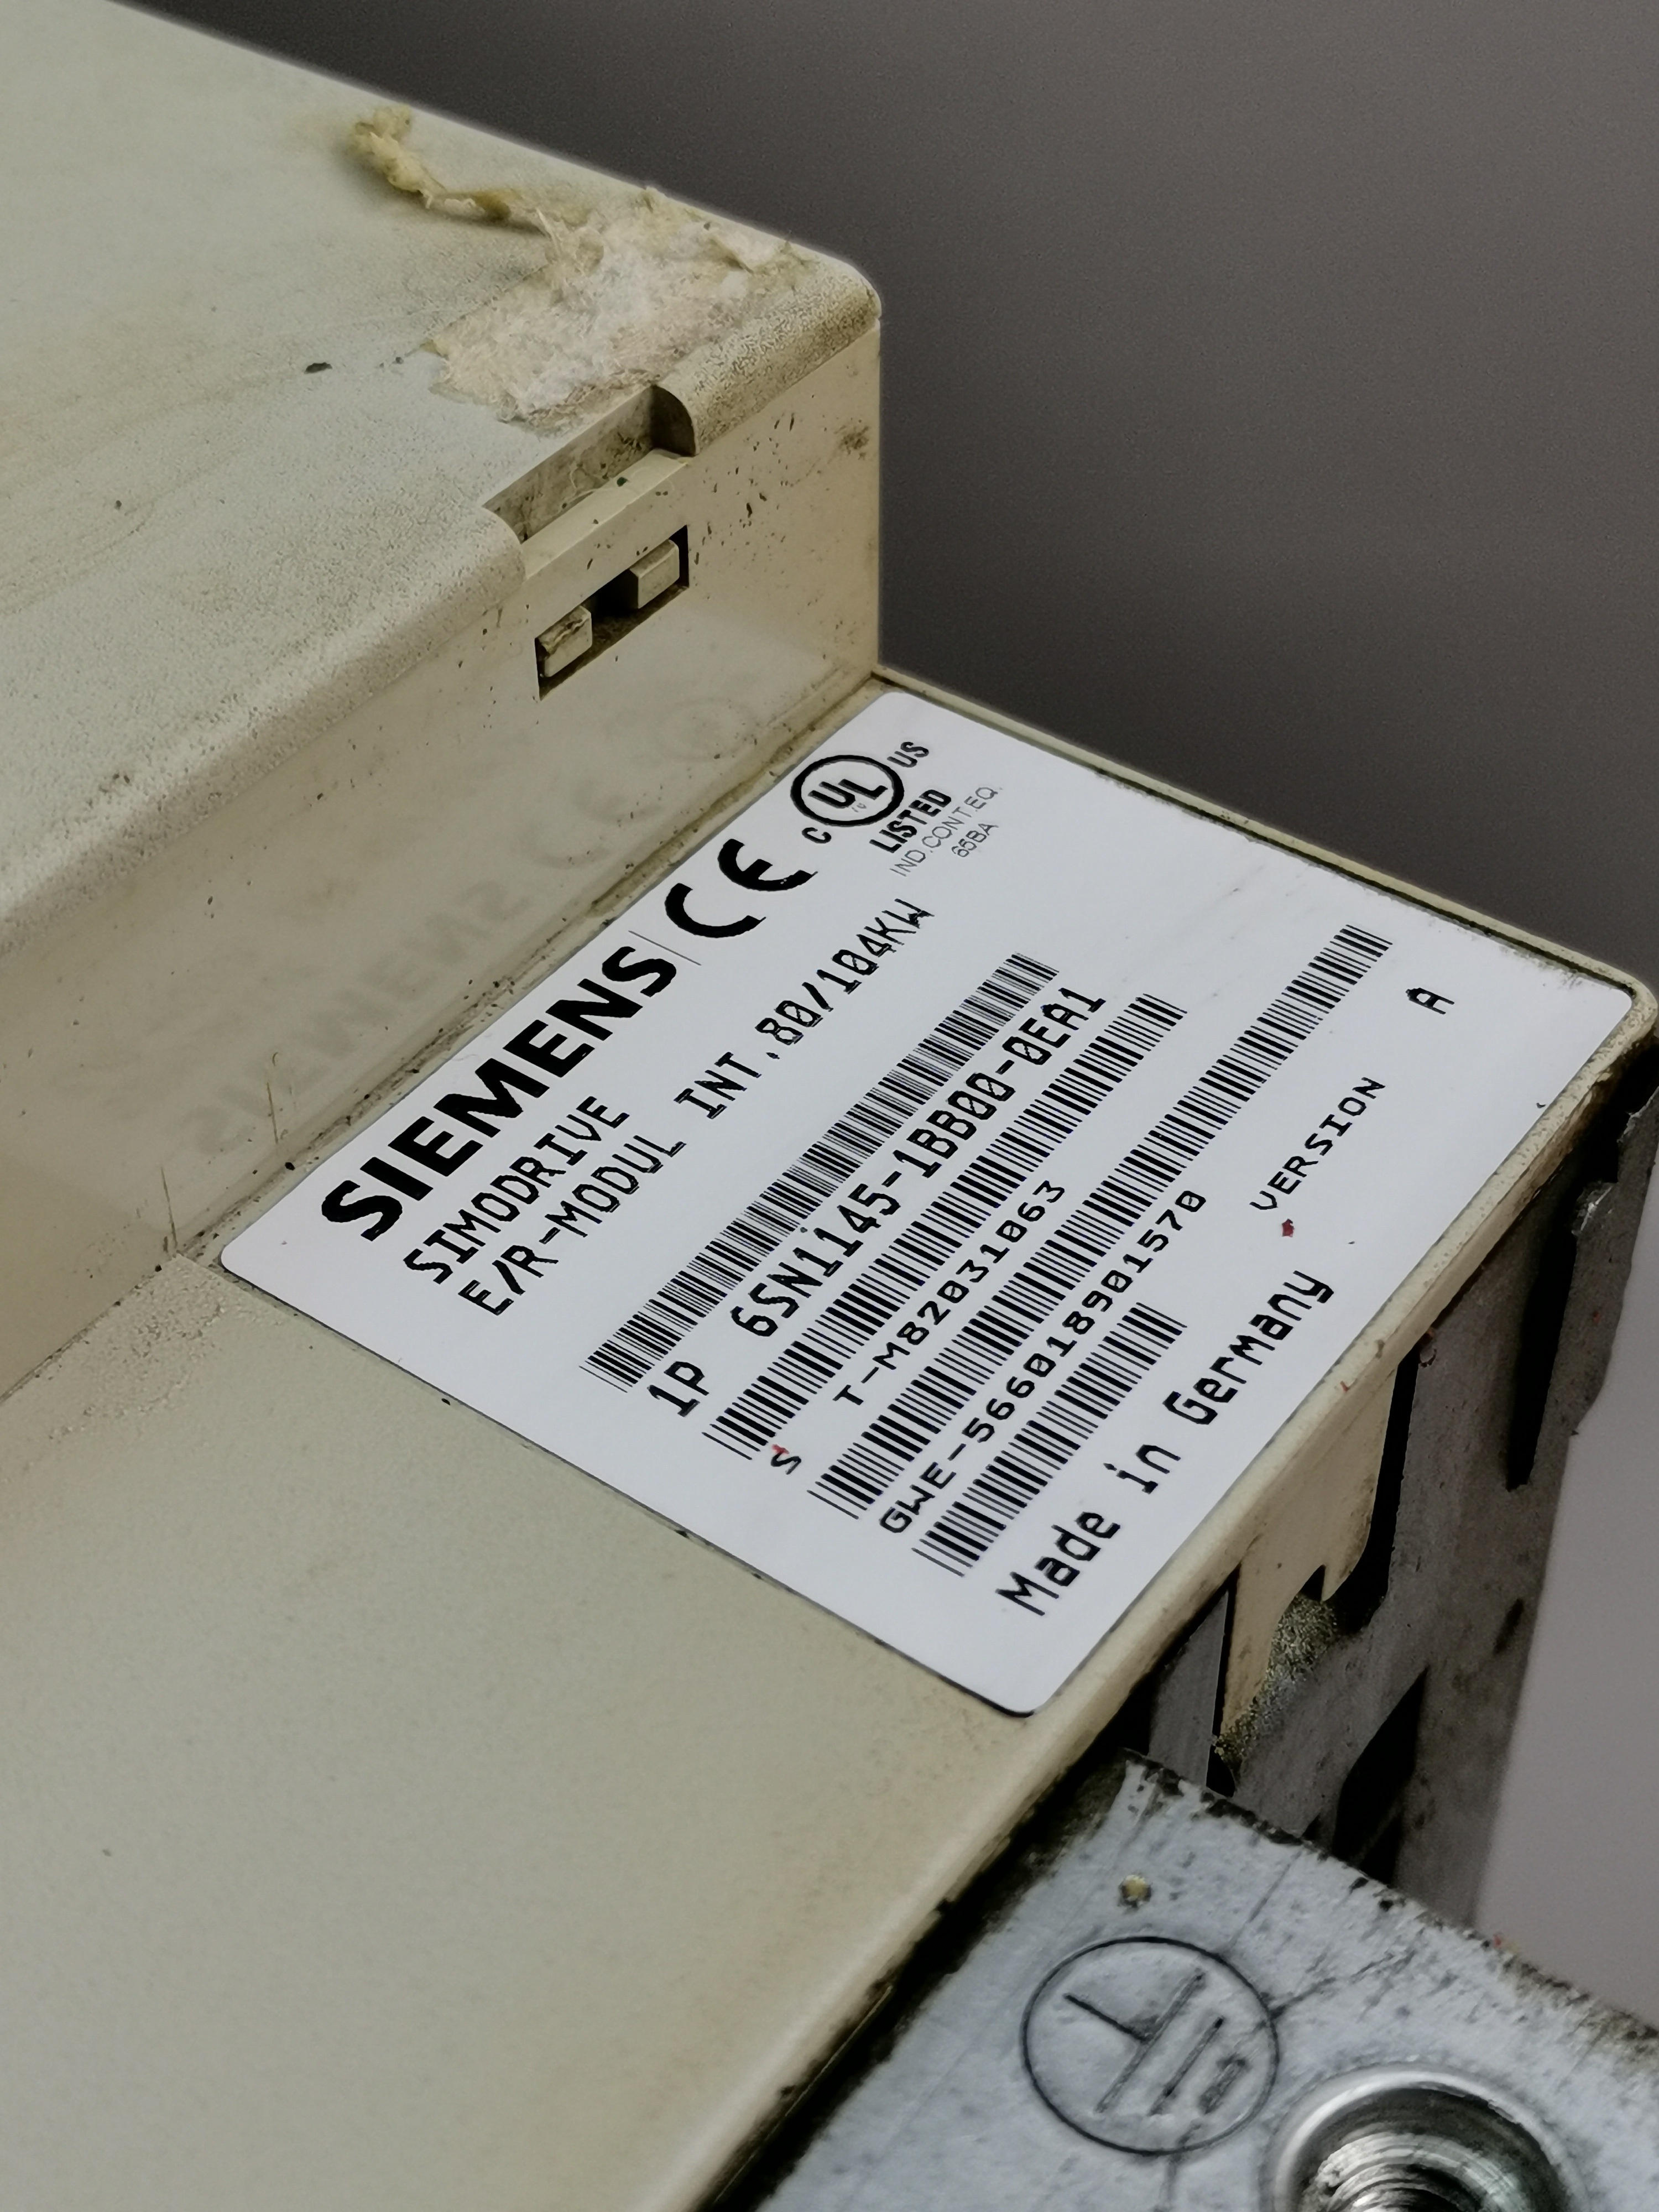 SIEMENS CE C UL US
LISTED
IND.CONT.EQ.
65BA
SIMODRIVE
E/R-MODUL INT.80/104KW
1P 6SN1145-1BB00-0EA1
S T-M82031063
GWE-566018901570
VERSION A
Made in Germany